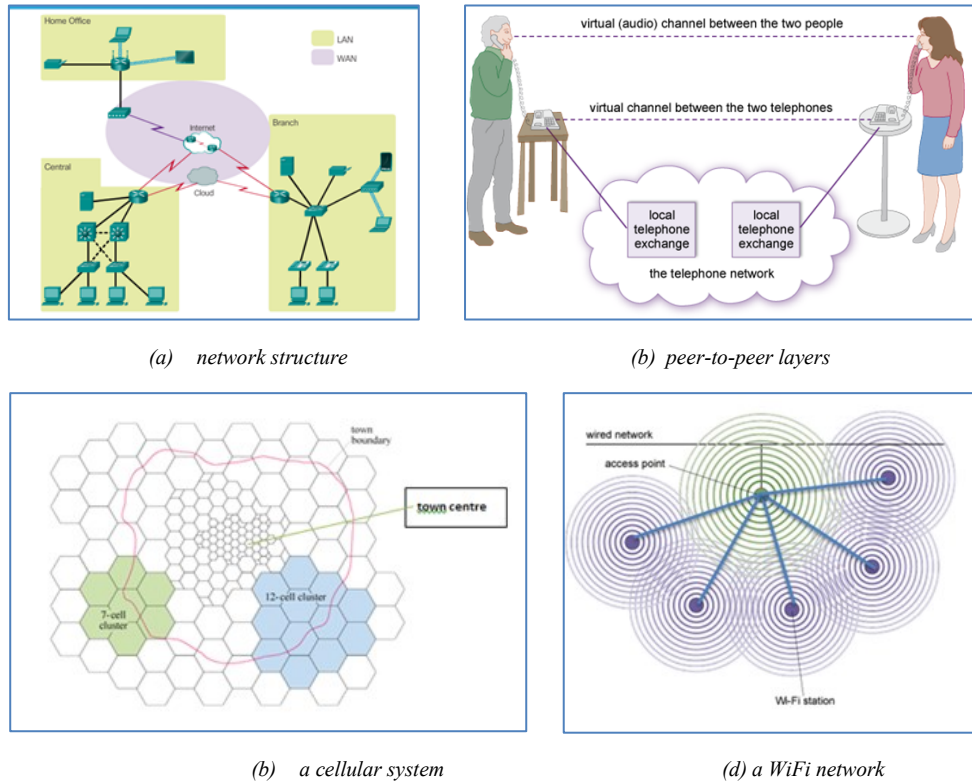 Home Office
LAN
WAN
Internet
Branch
Central
Cloud
virtual (audio) channel between the two people
virtual channel between the two telephones
local
telephone
exchange
local
telephone
exchange
the telephone network
(a) network structure
(b) peer-to-peer layers
town
boundary
town centre
12-cell cluster
7-cell
cluster
wired network
access point
Wi-Fi station
(b) a cellular system
(d) a WiFi network